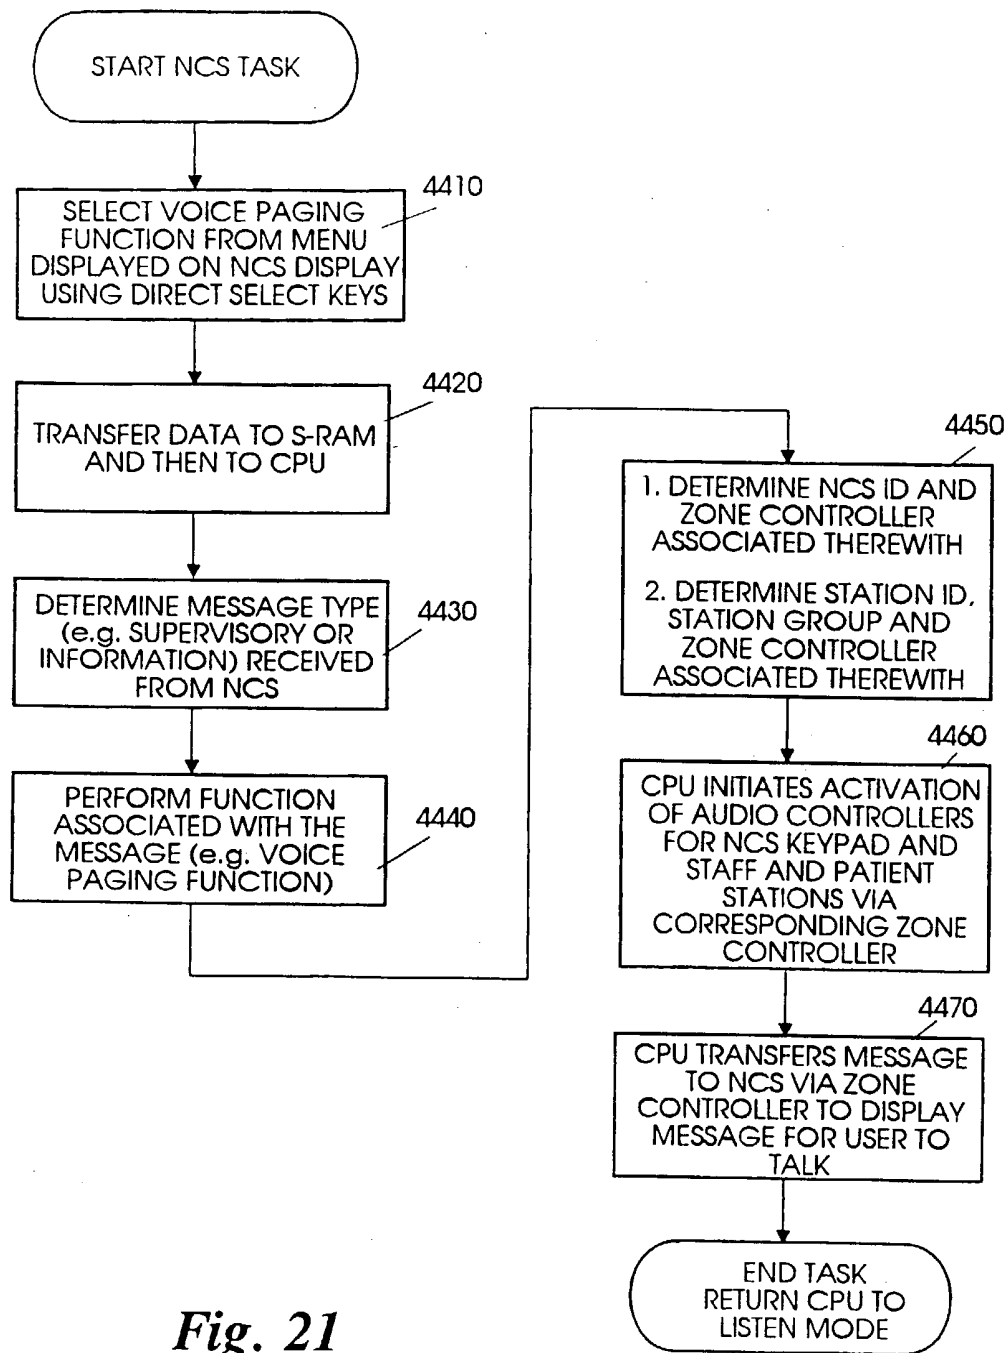 START NCS TASK
4410
SELECT VOICE PAGING
FUNCTION FROM MENU
DISPLAYED ON NCS DISPLAY
USING DIRECT SELECT KEYS
4420
TRANSFER DATA TO S-RAM
AND THEN TO CPU
4430
DETERMINE MESSAGE TYPE
(e.g. SUPERVISORY OR
INFORMATION) RECEIVED
FROM NCS
4440
PERFORM FUNCTION
ASSOCIATED WITH THE
MESSAGE (e.g. VOICE
PAGING FUNCTION)
4450
1. DETERMINE NCS ID AND
ZONE CONTROLLER
ASSOCIATED THEREWITH
2. DETERMINE STATION ID,
STATION GROUP AND
ZONE CONTROLLER
ASSOCIATED THEREWITH
4460
CPU INITIATES ACTIVATION
OF AUDIO CONTROLLERS
FOR NCS KEYPAD AND
STAFF AND PATIENT
STATIONS VIA
CORRESPONDING ZONE
CONTROLLER
4470
CPU TRANSFERS MESSAGE
TO NCS VIA ZONE
CONTROLLER TO DISPLAY
MESSAGE FOR USER TO
TALK
END TASK
RETURN CPU TO
LISTEN MODE
Fig. 21